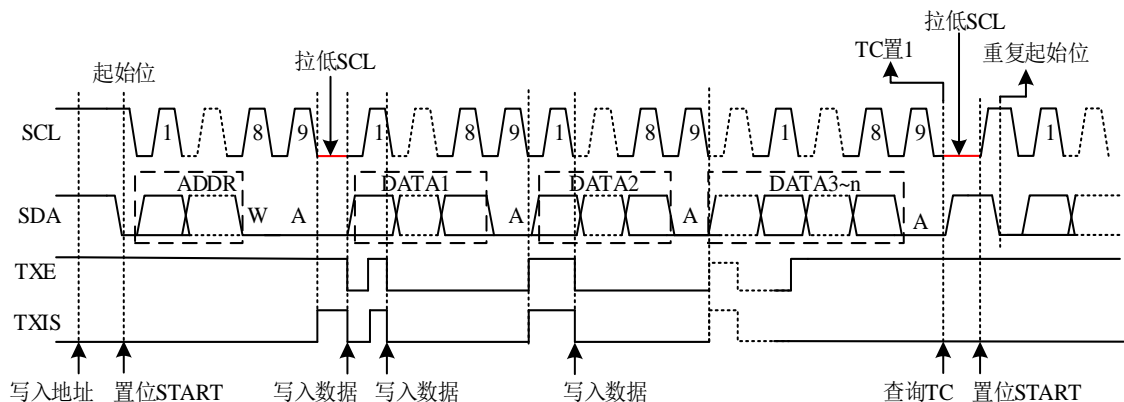 拉低SCL
TC置1
拉低SCL
重复起始位
起始位
SCL 1 8 9 1 8 9 1 8 9 1 8 9 1
ADDR DATA1 DATA2 DATA3~n
SDA W A A A A
TXE
TXIS
写入地址 置位START 写入数据 写入数据 写入数据 查询TC 置位START